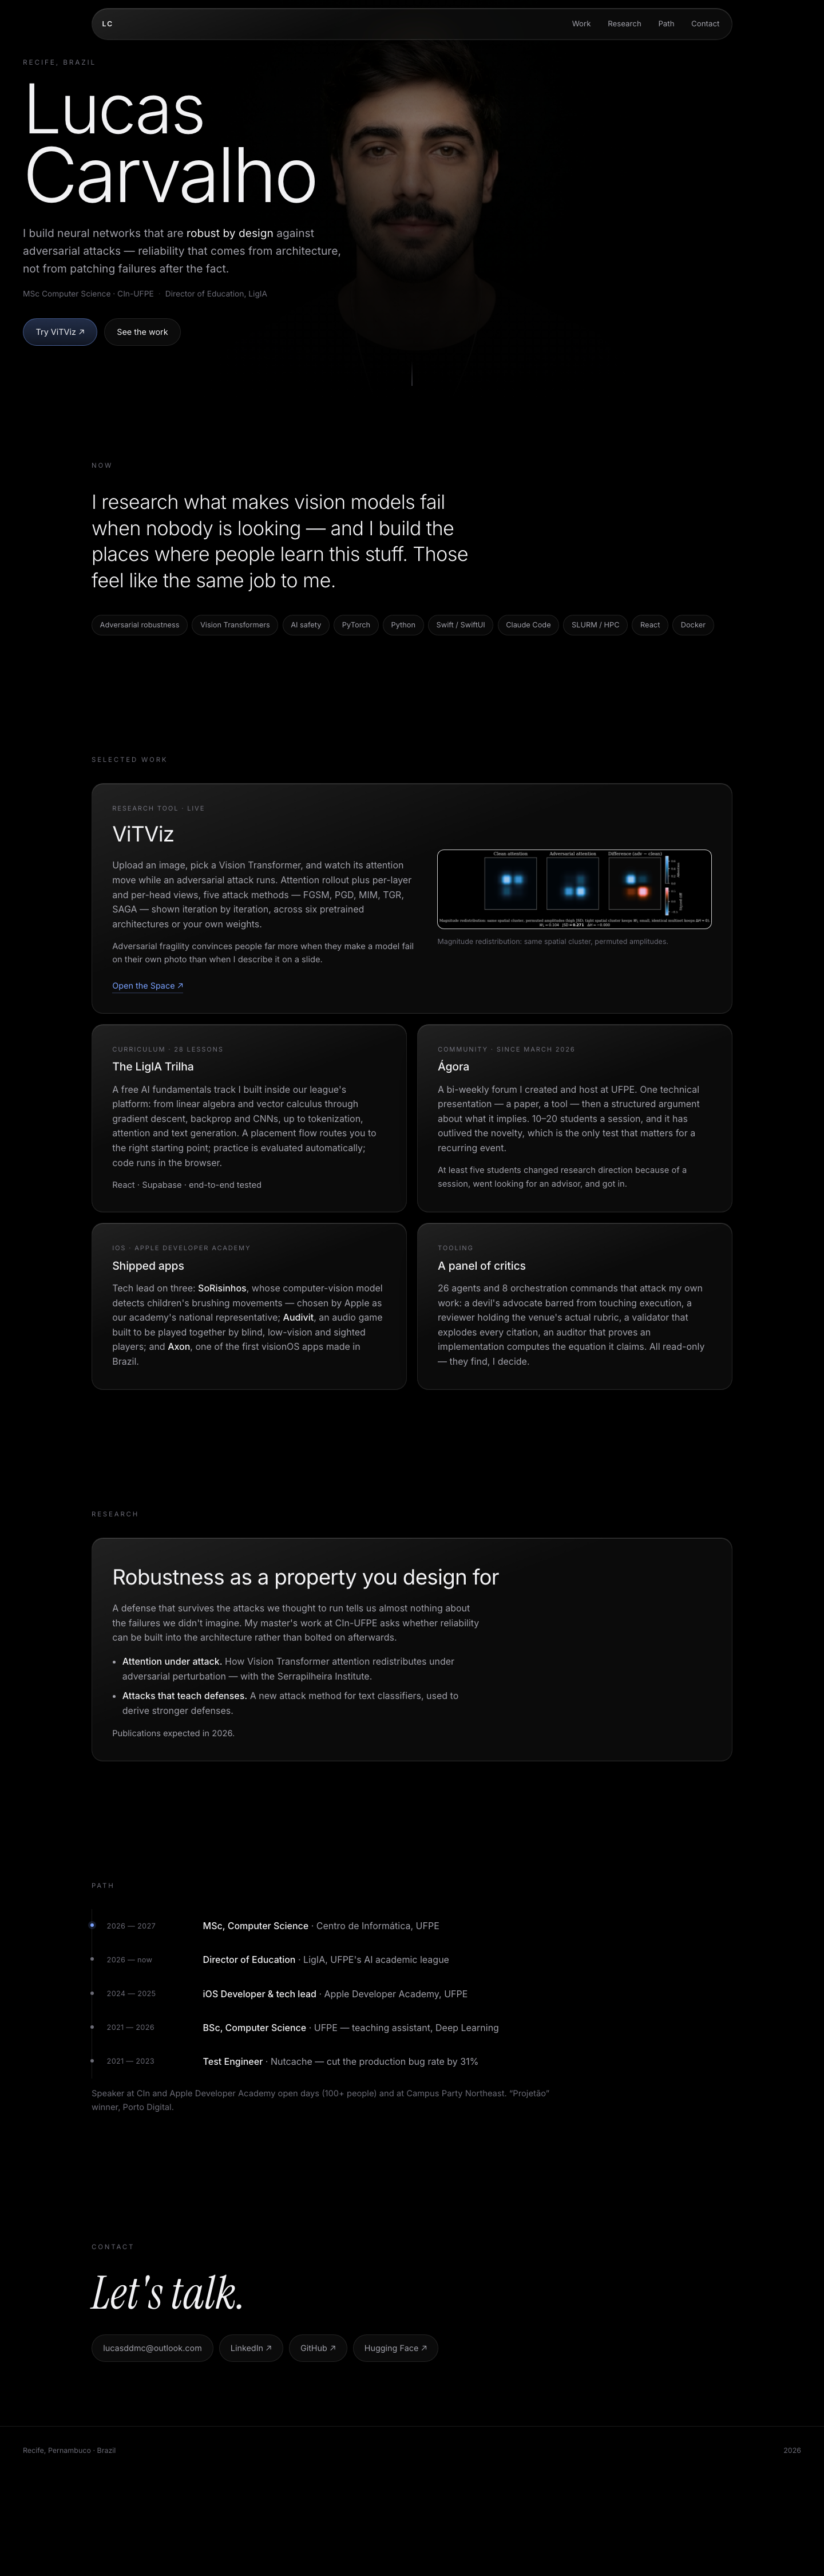 LC
Work
Research
Path
Contact
RECIFE, BRAZIL
Lucas
Carvalho
I build neural networks that are robust by design against
adversarial attacks — reliability that comes from architecture,
not from patching failures after the fact.
MSc Computer Science · CIn-UFPE · Director of Education, LigIA
Try ViTViz ↗
See the work
NOW
I research what makes vision models fail
when nobody is looking — and I build the
places where people learn this stuff. Those
feel like the same job to me.
Adversarial robustness
Vision Transformers
AI safety
PyTorch
Python
Swift / SwiftUI
Claude Code
SLURM / HPC
React
Docker
SELECTED WORK
RESEARCH TOOL · LIVE
ViTViz
Upload an image, pick a Vision Transformer, and watch its attention
move while an adversarial attack runs. Attention rollout plus per-layer
and per-head views, five attack methods — FGSM, PGD, MIM, TGR,
SAGA — shown iteration by iteration, across six pretrained
architectures or your own weights.
Adversarial fragility convinces people far more when they make a model fail
on their own photo than when I describe it on a slide.
Open the Space ↗
Clean attention
Adversarial attention
Difference (adv − clean)
Magnitude redistribution: same spatial cluster, permuted amplitudes.
CURRICULUM · 28 LESSONS
The LigIA Trilha
A free AI fundamentals track I built inside our league's
platform: from linear algebra and vector calculus through
gradient descent, backprop and CNNs, up to tokenization,
attention and text generation. A placement flow routes you to
the right starting point; practice is evaluated automatically;
code runs in the browser.
React · Supabase · end-to-end tested
COMMUNITY · SINCE MARCH 2026
Ágora
A bi-weekly forum I created and host at UFPE. One technical
presentation — a paper, a tool — then a structured argument
about what it implies. 10–20 students a session, and it has
outlived the novelty, which is the only test that matters for a
recurring event.
At least five students changed research direction because of a
session, went looking for an advisor, and got in.
IOS · APPLE DEVELOPER ACADEMY
Shipped apps
Tech lead on three: SoRisinhos, whose computer-vision model
detects children's brushing movements — chosen by Apple as
our academy's national representative; Audivit, an audio game
built to be played together by blind, low-vision and sighted
players; and Axon, one of the first visionOS apps made in
Brazil.
TOOLING
A panel of critics
26 agents and 8 orchestration commands that attack my own
work: a devil's advocate barred from touching execution, a
reviewer holding the venue's actual rubric, a validator that
explodes every citation, an auditor that proves an
implementation computes the equation it claims. All read-only
— they find, I decide.
RESEARCH
Robustness as a property you design for
A defense that survives the attacks we thought to run tells us almost nothing about
the failures we didn't imagine. My master's work at CIn-UFPE asks whether reliability
can be built into the architecture rather than bolted on afterwards.
• Attention under attack. How Vision Transformer attention redistributes under
adversarial perturbation — with the Serrapilheira Institute.
• Attacks that teach defenses. A new attack method for text classifiers, used to
derive stronger defenses.
Publications expected in 2026.
PATH
2026 — 2027 MSc, Computer Science · Centro de Informática, UFPE
2026 — now Director of Education · LigIA, UFPE's AI academic league
2024 — 2025 iOS Developer & tech lead · Apple Developer Academy, UFPE
2021 — 2026 BSc, Computer Science · UFPE — teaching assistant, Deep Learning
2021 — 2023 Test Engineer · Nutcache — cut the production bug rate by 31%
Speaker at CIn and Apple Developer Academy open days (100+ people) and at Campus Party Northeast. “Projetão”
winner, Porto Digital.
CONTACT
Let's talk.
lucasddmc@outlook.com
LinkedIn ↗
GitHub ↗
Hugging Face ↗
Recife, Pernambuco · Brazil
2026